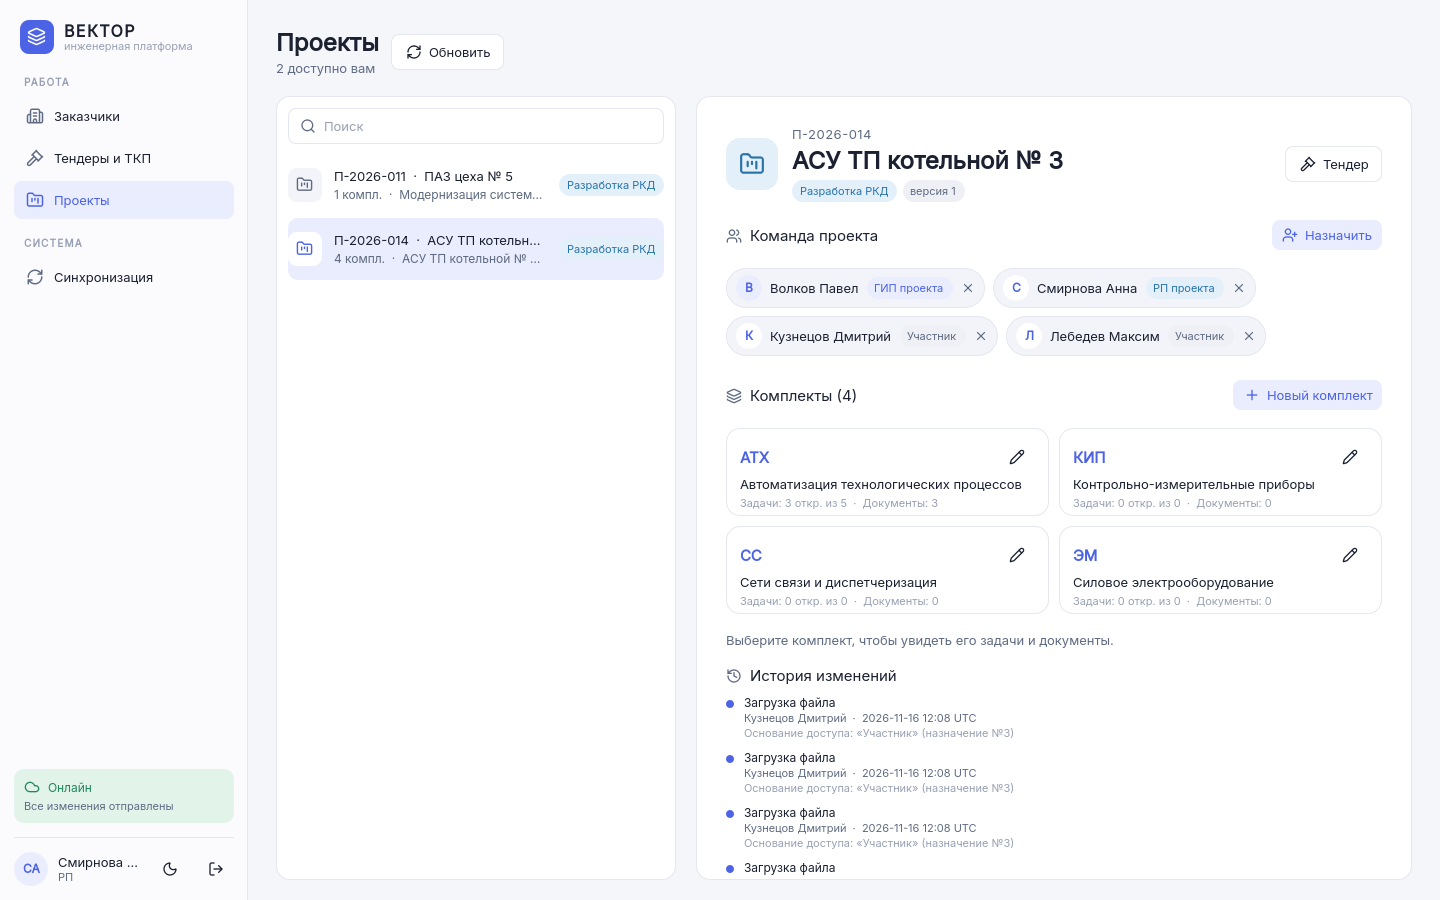 ВЕКТОР
инженерная платформа
РАБОТА
Заказчики
Тендеры и ТКП
Проекты
СИСТЕМА
Синхронизация
Онлайн
Все изменения отправлены
СА
Смирнова ...
РП
Проекты
2 доступно вам
Обновить
Поиск
П-2026-011 · ПАЗ цеха № 5
1 компл. · Модернизация систем...
Разработка РКД
П-2026-014 · АСУ ТП котельн...
4 компл. · АСУ ТП котельной № ...
Разработка РКД
П-2026-014
АСУ ТП котельной № 3
Разработка РКД версия 1
Тендер
Команда проекта
Назначить
В Волков Павел ГИП проекта
С Смирнова Анна РП проекта
К Кузнецов Дмитрий Участник
Л Лебедев Максим Участник
Комплекты (4)
Новый комплект
АТХ
Автоматизация технологических процессов
Задачи: 3 откр. из 5 · Документы: 3
КИП
Контрольно-измерительные приборы
Задачи: 0 откр. из 0 · Документы: 0
СС
Сети связи и диспетчеризация
Задачи: 0 откр. из 0 · Документы: 0
ЭМ
Силовое электрооборудование
Задачи: 0 откр. из 0 · Документы: 0
Выберите комплект, чтобы увидеть его задачи и документы.
История изменений
Загрузка файла
Кузнецов Дмитрий · 2026-11-16 12:08 UTC
Основание доступа: «Участник» (назначение №3)
Загрузка файла
Кузнецов Дмитрий · 2026-11-16 12:08 UTC
Основание доступа: «Участник» (назначение №3)
Загрузка файла
Кузнецов Дмитрий · 2026-11-16 12:08 UTC
Основание доступа: «Участник» (назначение №3)
Загрузка файла